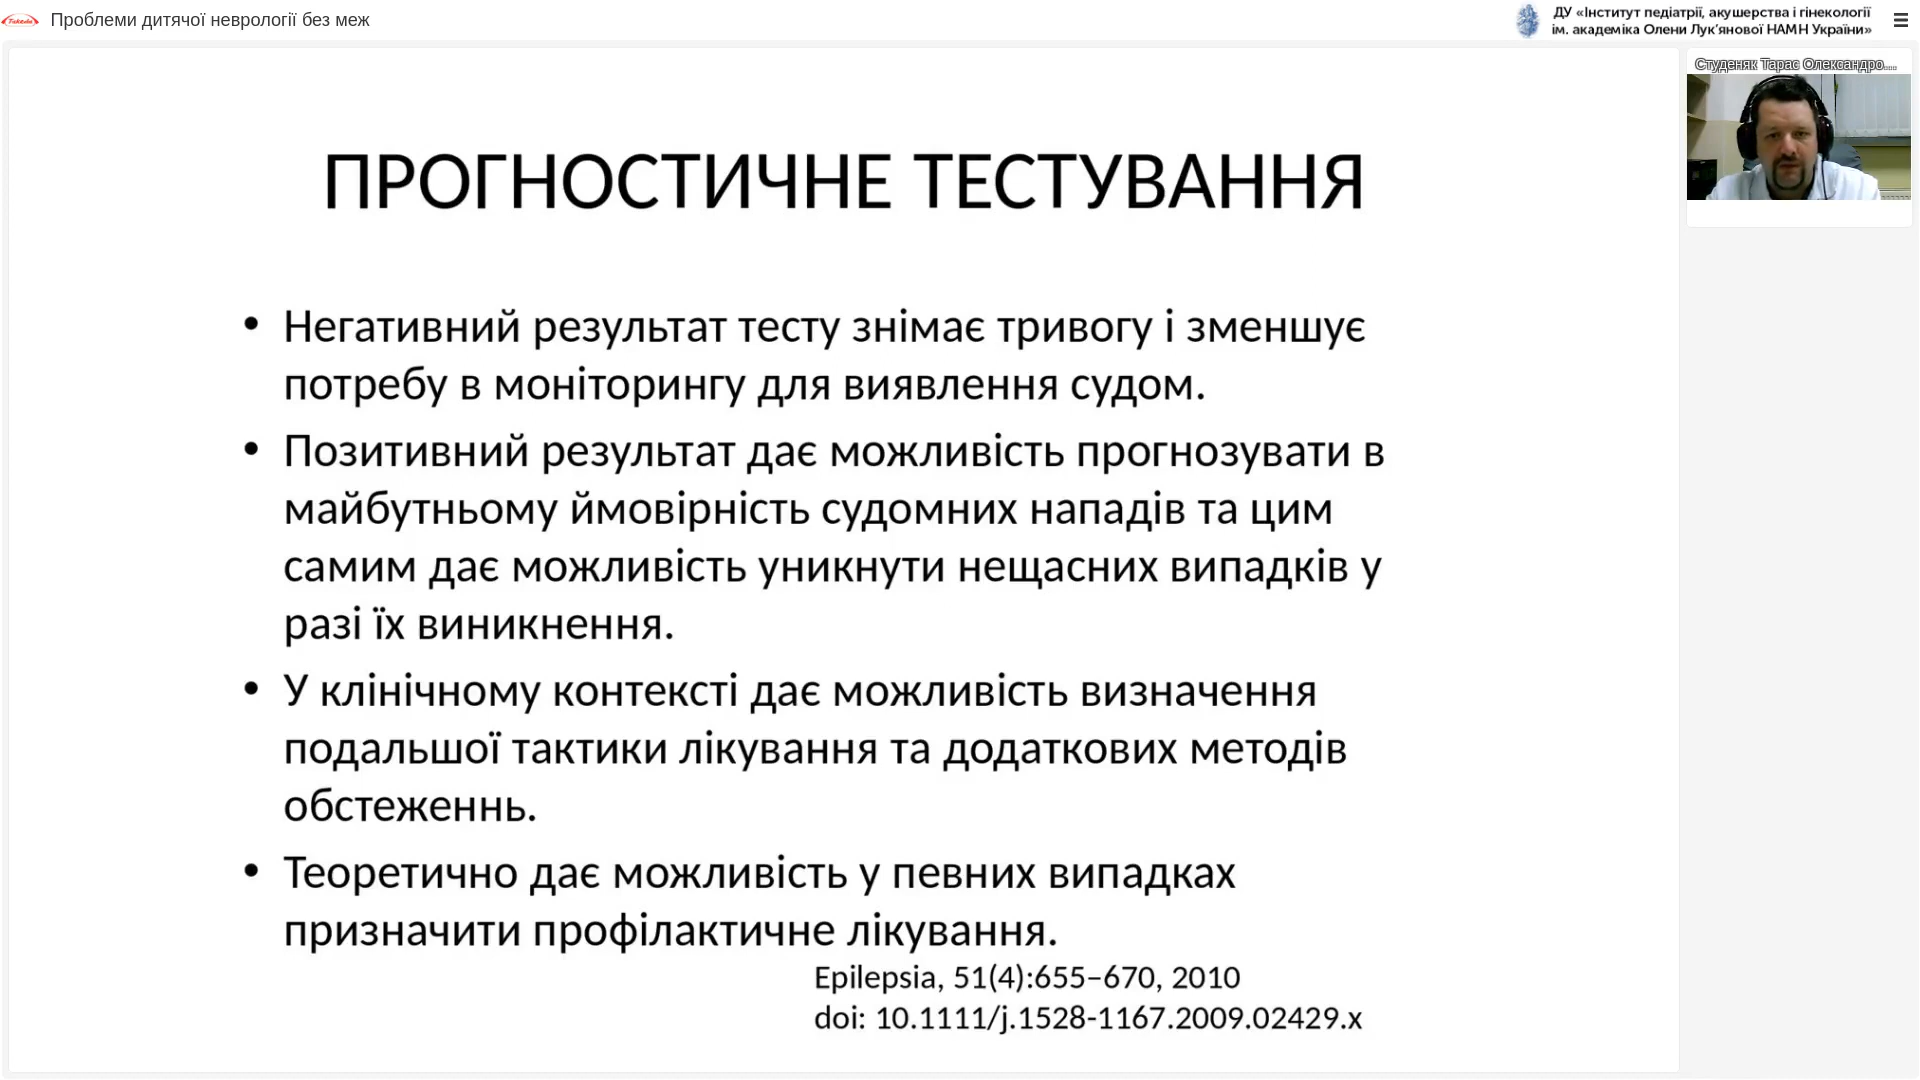 Takeda
Проблеми дитячої неврології без меж
ДУ «Інститут педіатрії, акушерства і гінекології
ім. академіка Олени Лук’янової НАМН України»
Студеняк Тарас Олександро...
ПРОГНОСТИЧНЕ ТЕСТУВАННЯ
• Негативний результат тесту знімає тривогу і зменшує
потребу в моніторингу для виявлення судом.
• Позитивний результат дає можливість прогнозувати в
майбутньому ймовірність судомних нападів та цим
самим дає можливість уникнути нещасних випадків у
разі їх виникнення.
• У клінічному контексті дає можливість визначення
подальшої тактики лікування та додаткових методів
обстеженнь.
• Теоретично дає можливість у певних випадках
призначити профілактичне лікування.
Epilepsia, 51(4):655–670, 2010
doi: 10.1111/j.1528-1167.2009.02429.x